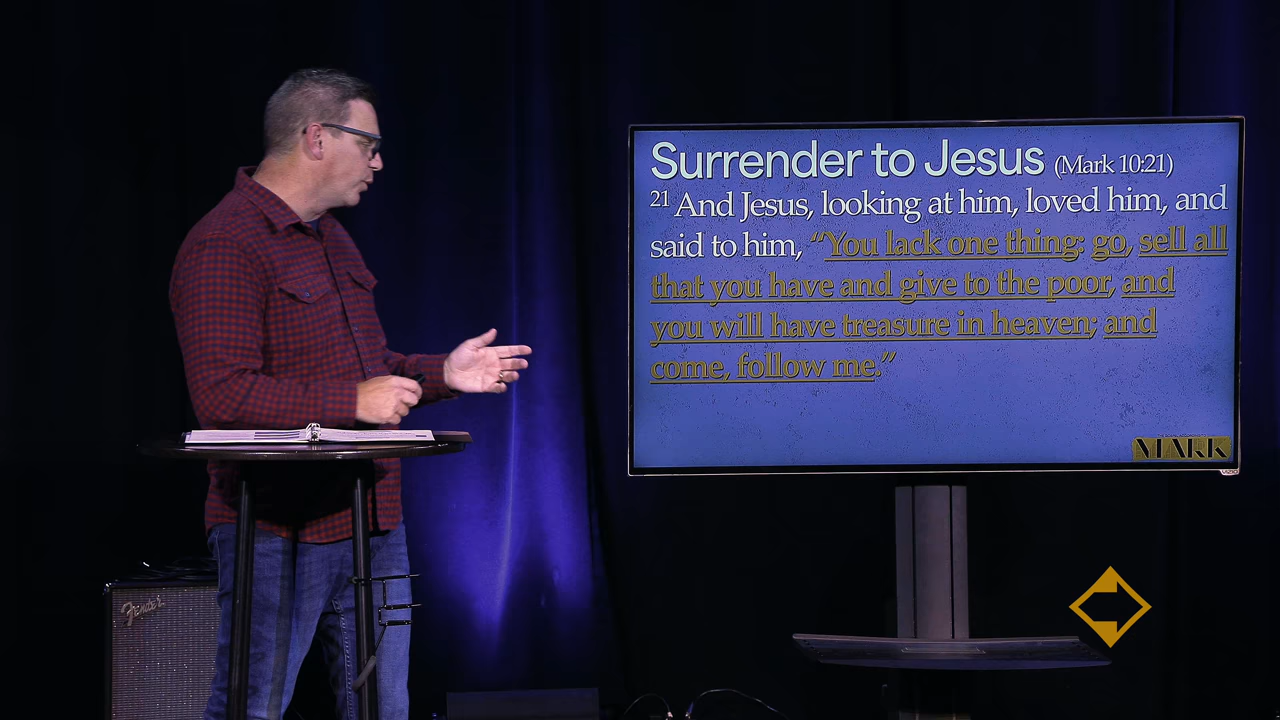 Surrender to Jesus (Mark 10:21)
21 And Jesus, looking at him, loved him, and
said to him, “You lack one thing: go, sell all
that you have and give to the poor, and
you will have treasure in heaven; and
come, follow me.”
MARK
Fender